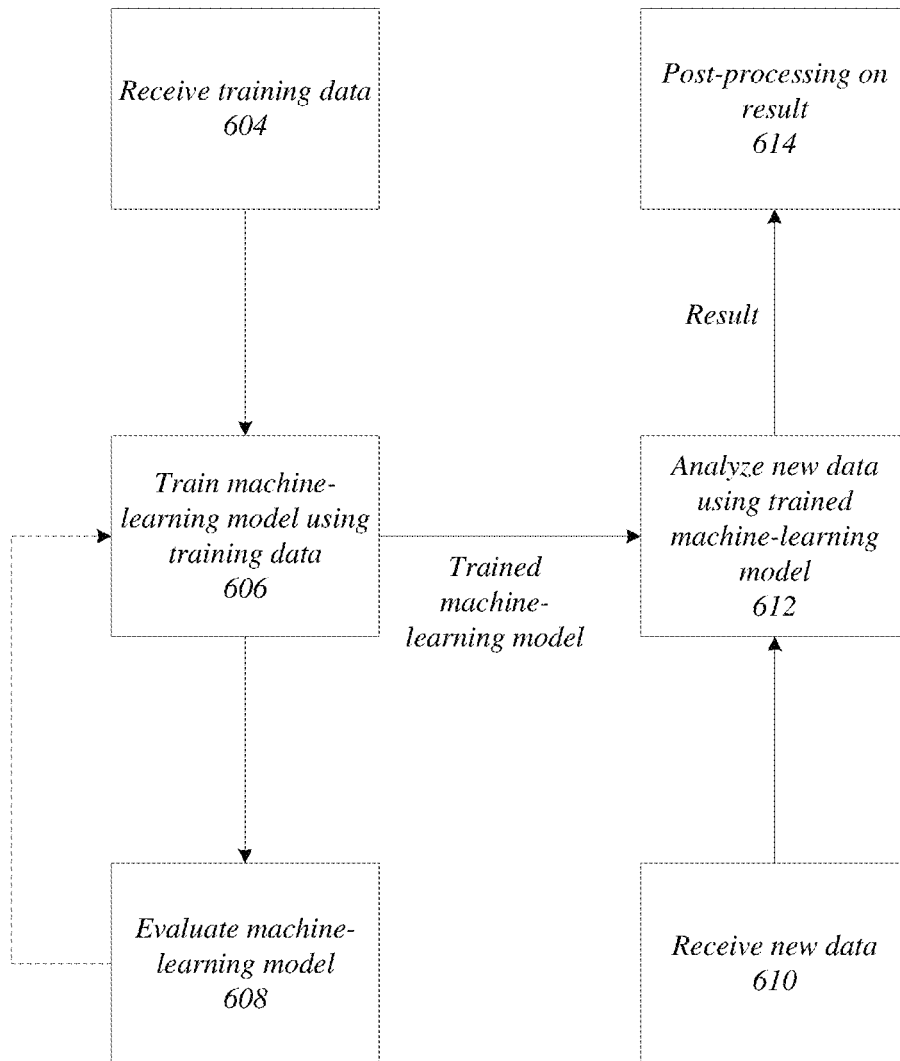 Receive training data
604
Post-processing on
result
614
Result
Train machine-
learning model using
training data
606
Trained
machine-
learning model
Analyze new data
using trained
machine-learning
model
612
Evaluate machine-
learning model
608
Receive new data
610